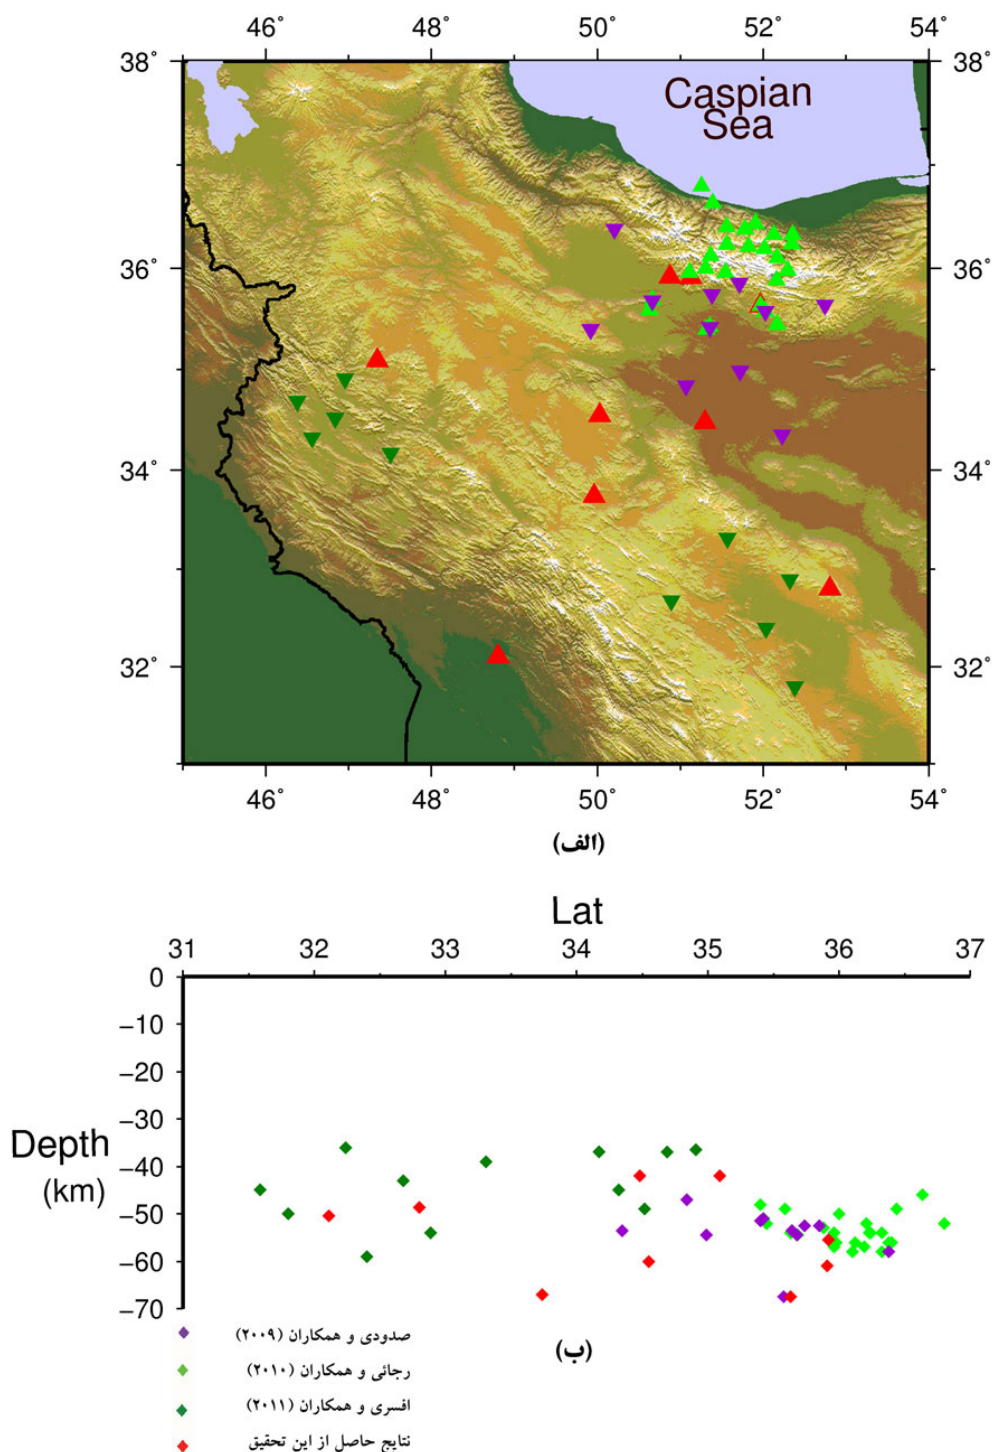 46° 48° 50° 52° 54°
38° 38°
Caspian
Sea
36° 36°
34° 34°
32° 32°
46° 48° 50° 52° 54°
(الف)
Lat
31 32 33 34 35 36 37
0
−10
−20
−30
Depth
−40
(km)
−50
−60
−70
صدودی و همکاران (۲۰۰۹)
(ب)
رجائی و همکاران (۲۰۱۰)
افسری و همکاران (۲۰۱۱)
نتایج حاصل از این تحقیق